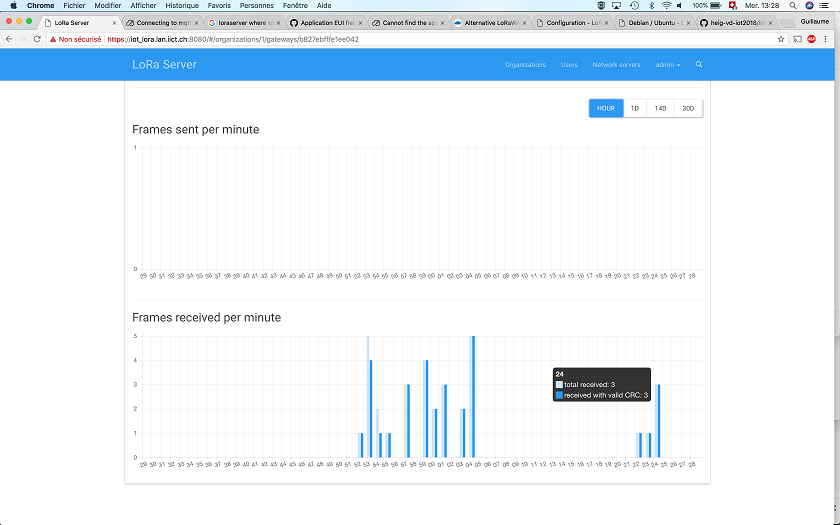 Chrome Fichier Modifier Afficher Historique Favoris Personnes Fenêtre Aide 100% Mer. 13:28
LoRa Server Connecting to mqtt loraserver where to Application EUI fiel Cannot find the app Alternative LoRaWA Configuration - LoR Debian / Ubuntu - L heig-vd-iot2018/inf Guillaume
Non sécurisé https://iot_lora.lan.iict.ch:8080/#/organizations/1/gateways/b827ebfffe1ee042
LoRa Server Organizations Users Network servers admin
HOUR 1D 14D 30D
Frames sent per minute
1
0
29 30 31 32 33 34 35 36 37 38 39 40 41 42 43 44 45 46 47 48 49 50 51 52 53 54 55 56 57 58 59 00 01 02 03 04 05 06 07 08 09 10 11 12 13 14 15 16 17 18 19 20 21 22 23 24 25 26 27 28
Frames received per minute
5
4
3
2
1
0
24
total received: 3
received with valid CRC: 3
29 30 31 32 33 34 35 36 37 38 39 40 41 42 43 44 45 46 47 48 49 50 51 52 53 54 55 56 57 58 59 00 01 02 03 04 05 06 07 08 09 10 11 12 13 14 15 16 17 18 19 20 21 22 23 24 25 26 27 28